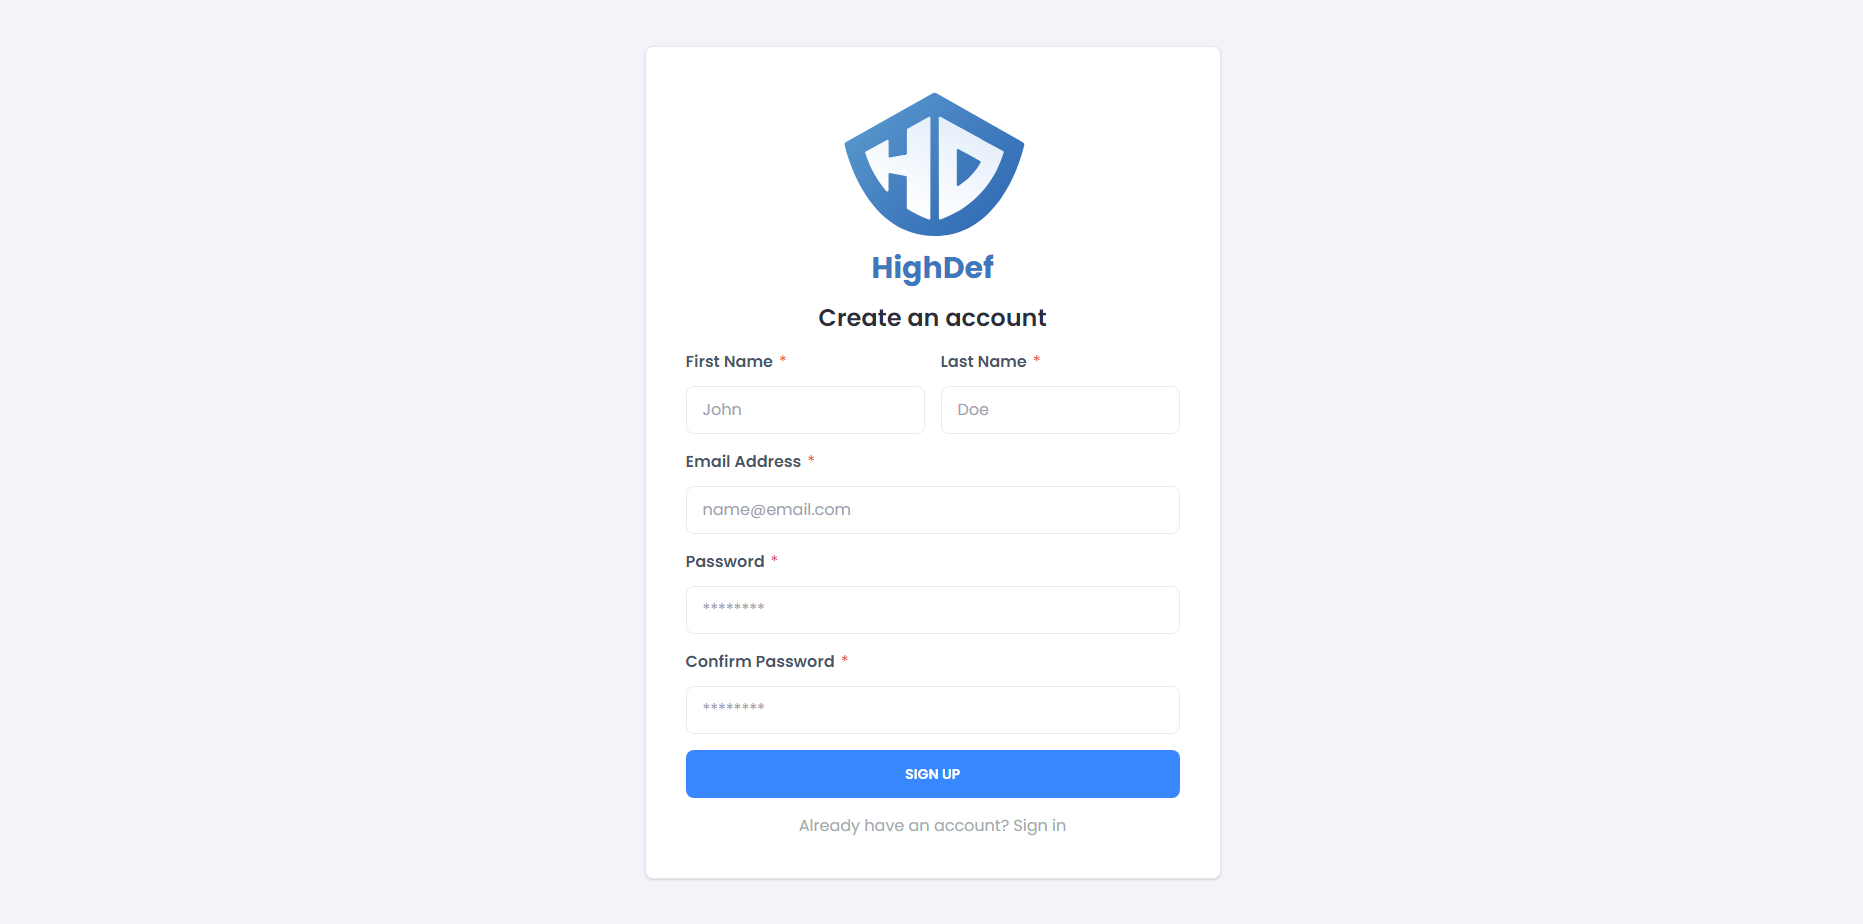 HD
HighDef
Create an account
First Name *
Last Name *
John
Doe
Email Address *
name@email.com
Password *
********
Confirm Password *
********
SIGN UP
Already have an account? Sign in